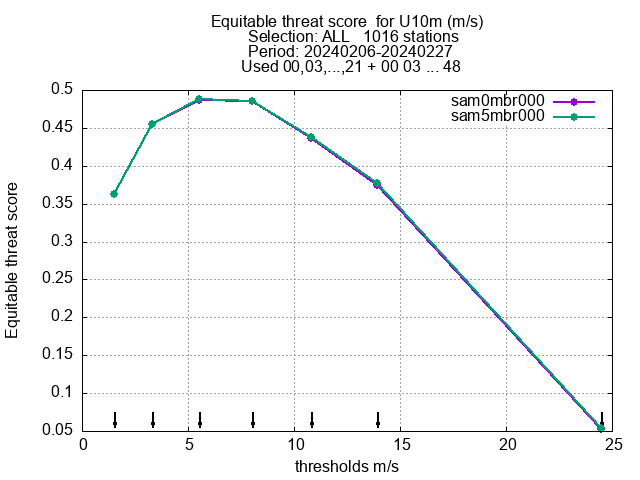 Equitable threat score  for U10m (m/s)
Selection: ALL   1016 stations
Period: 20240206-20240227
Used 00,03,...,21 + 00 03 ... 48
sam0mbr000
sam5mbr000
0.5
0.45
0.4
0.35
0.3
0.25
0.2
0.15
0.1
0.05
Equitable threat score
0 5 10 15 20 25
thresholds m/s